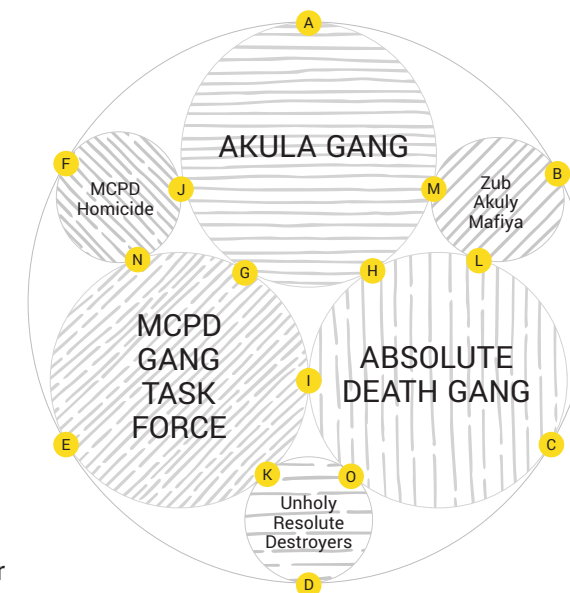 A
AKULA GANG
F
B
MCPD
Homicide
J
M
Zub
Akuly
Mafiya
N
L
G
H
MCPD
GANG
TASK
FORCE
ABSOLUTE
DEATH GANG
I
E
C
K
O
Unholy
Resolute
Destroyers
r
D